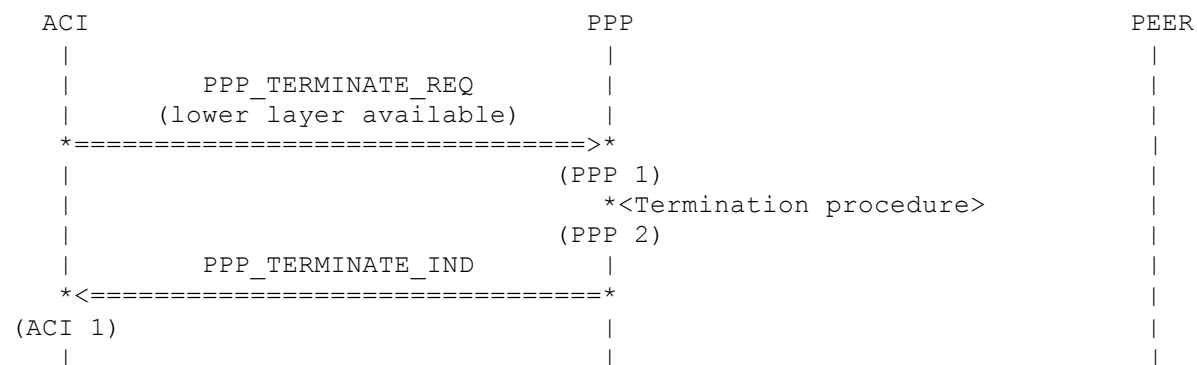 ACI PPP PEER
PPP_TERMINATE_REQ
(lower layer available)
*================================>*
(PPP 1)
*<Termination procedure>
(PPP 2)
PPP_TERMINATE_IND
*<================================*
(ACI 1)